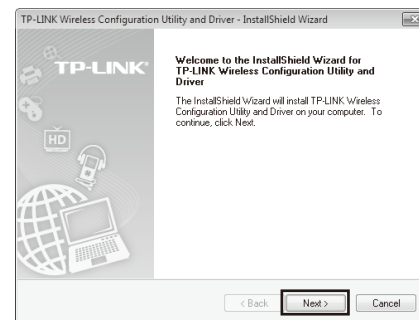 TP-LINK Wireless Configuration Utility and Driver - InstallShield Wizard
TP-LINK®
HD
Welcome to the InstallShield Wizard for
TP-LINK Wireless Configuration Utility and
Driver
The InstallShield Wizard will install TP-LINK Wireless
Configuration Utility and Driver on your computer. To
continue, click Next.
< Back
Next >
Cancel